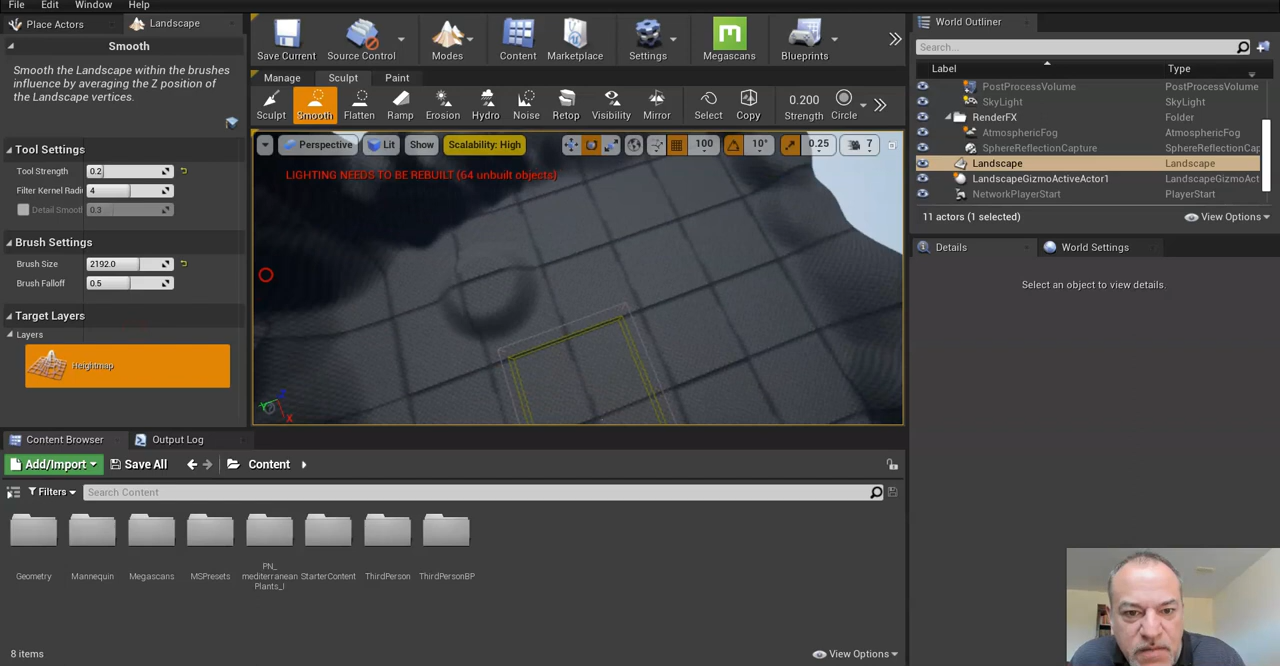 File Edit Window Help
Place Actors Landscape
Smooth
Smooth the Landscape within the brushes
influence by averaging the Z position of
the Landscape vertices.
Tool Settings
Tool Strength 0.2
Filter Kernel Radiu 4
Detail Smooth 0.3
Brush Settings
Brush Size 2192.0
Brush Falloff 0.5
Target Layers
Layers
Heightmap
Save Current Source Control Modes Content Marketplace Settings Megascans Blueprints
Manage Sculpt Paint
Sculpt Smooth Flatten Ramp Erosion Hydro Noise Retop Visibility Mirror Select Copy 0.200 Strength Circle
Perspective Lit Show Scalability: High 100 10° 0.25 7
LIGHTING NEEDS TO BE REBUILT (64 unbuilt objects)
X
World Outliner
Search...
Label Type
PostProcessVolume PostProcessVolume
SkyLight SkyLight
RenderFX Folder
AtmosphericFog AtmosphericFog
SphereReflectionCapture SphereReflectionCap
Landscape Landscape
LandscapeGizmoActiveActor1 LandscapeGizmoAct
NetworkPlayerStart PlayerStart
11 actors (1 selected) View Options
Details World Settings
Select an object to view details.
Content Browser Output Log
Add/Import Save All Content
Filters Search Content
Geometry Mannequin Megascans MSPresets PN_
mediterranean
Plants_I StarterContent ThirdPerson ThirdPersonBP
8 items View Options